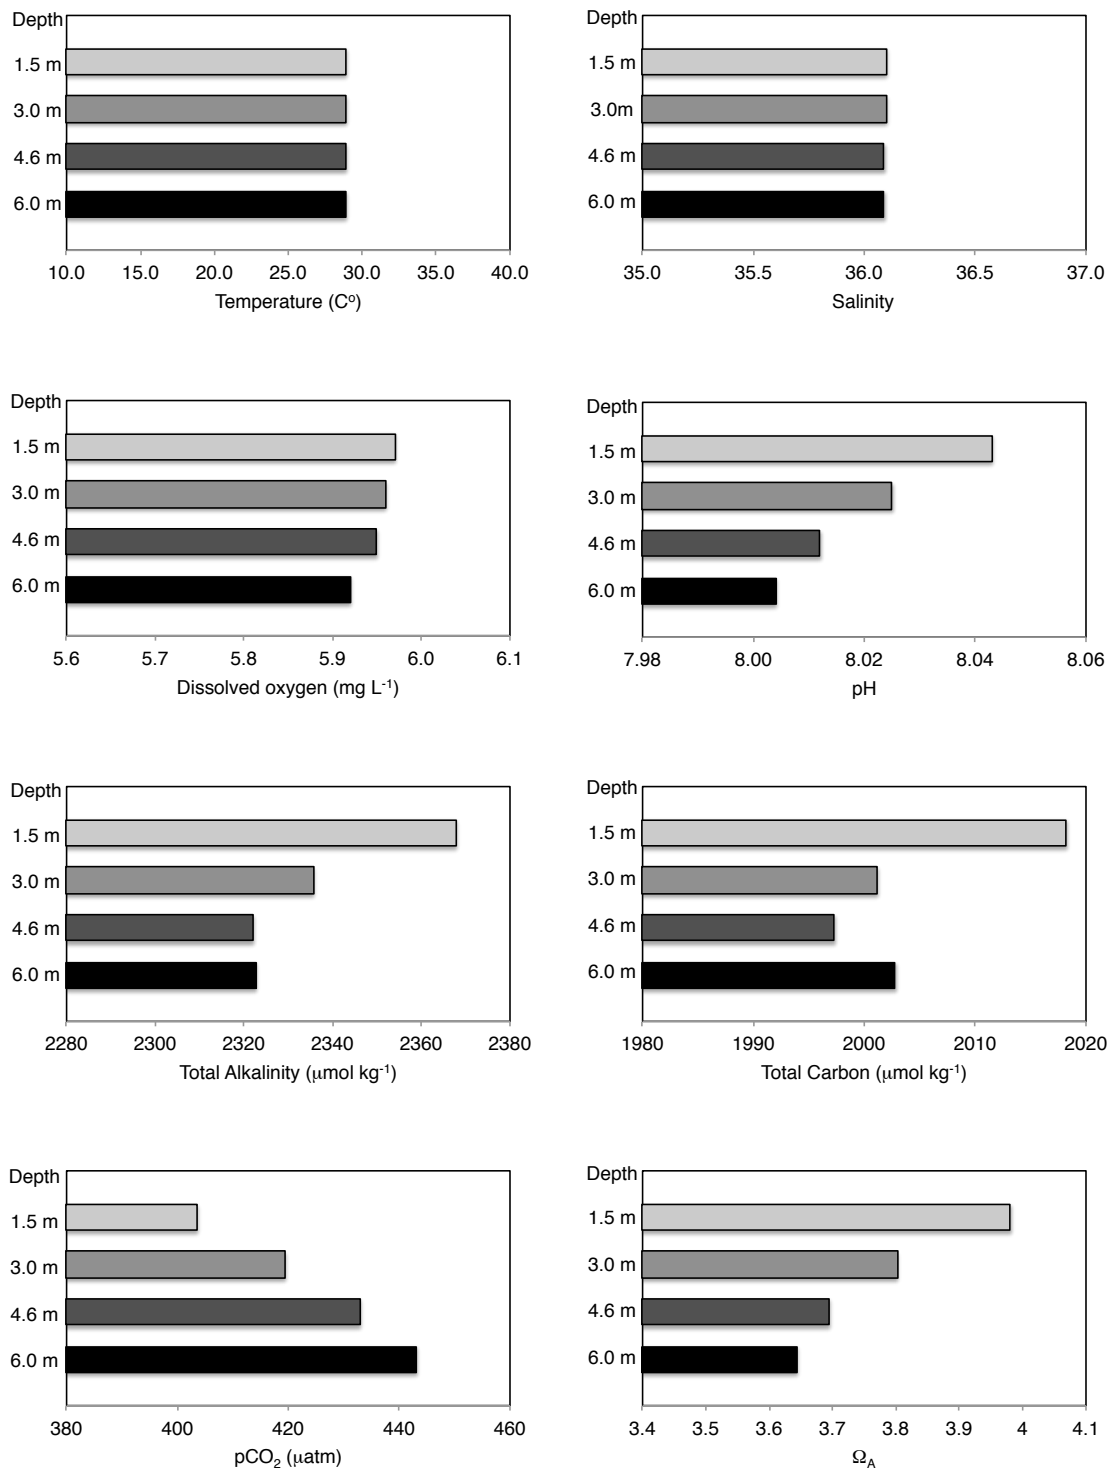 Depth
1.5 m
3.0 m
4.6 m
6.0 m
10.0 15.0 20.0 25.0 30.0 35.0 40.0
Temperature (Cº)
Depth
1.5 m
3.0m
4.6 m
6.0 m
35.0 35.5 36.0 36.5 37.0
Salinity
Depth
1.5 m
3.0 m
4.6 m
6.0 m
5.6 5.7 5.8 5.9 6.0 6.1
Dissolved oxygen (mg L⁻¹)
Depth
1.5 m
3.0 m
4.6 m
6.0 m
7.98 8.00 8.02 8.04 8.06
pH
Depth
1.5 m
3.0 m
4.6 m
6.0 m
2280 2300 2320 2340 2360 2380
Total Alkalinity (μmol kg⁻¹)
Depth
1.5 m
3.0 m
4.6 m
6.0 m
1980 1990 2000 2010 2020
Total Carbon (μmol kg⁻¹)
Depth
1.5 m
3.0 m
4.6 m
6.0 m
380 400 420 440 460
pCO₂ (μatm)
Depth
1.5 m
3.0 m
4.6 m
6.0 m
3.4 3.5 3.6 3.7 3.8 3.9 4 4.1
Ω_A